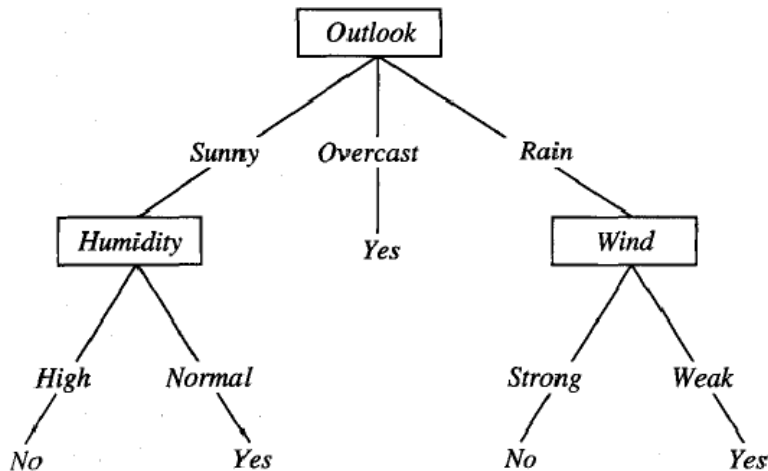 Outlook
Sunny Overcast Rain
Humidity Yes Wind
High Normal Strong Weak
No Yes No Yes